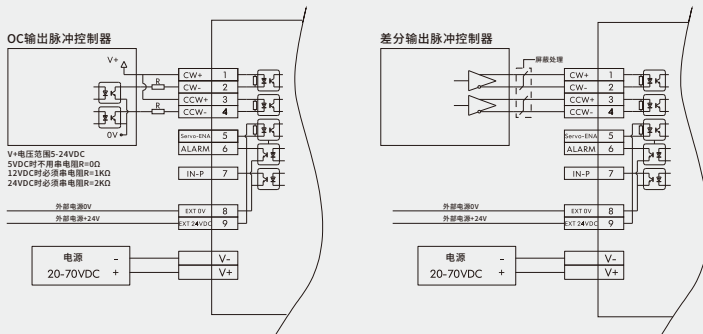 OC输出脉冲控制器
V+
R
R
0V
CW+ 1
CW- 2
CCW+ 3
CCW- 4
Servo-ENA 5
ALARM 6
IN-P 7
V+电压范围5-24VDC
5VDC时不用串电阻R=0Ω
12VDC时必须串电阻R=1KΩ
24VDC时必须串电阻R=2KΩ
外部电源0V
EXT 0V 8
外部电源+24V
EXT 24VDC 9
电源 -
20-70VDC +
V-
V+
差分输出脉冲控制器
屏蔽处理
CW+ 1
CW- 2
CCW+ 3
CCW- 4
Servo-ENA 5
ALARM 6
IN-P 7
外部电源0V
EXT 0V 8
外部电源+24V
EXT 24VDC 9
电源 -
20-70VDC +
V-
V+